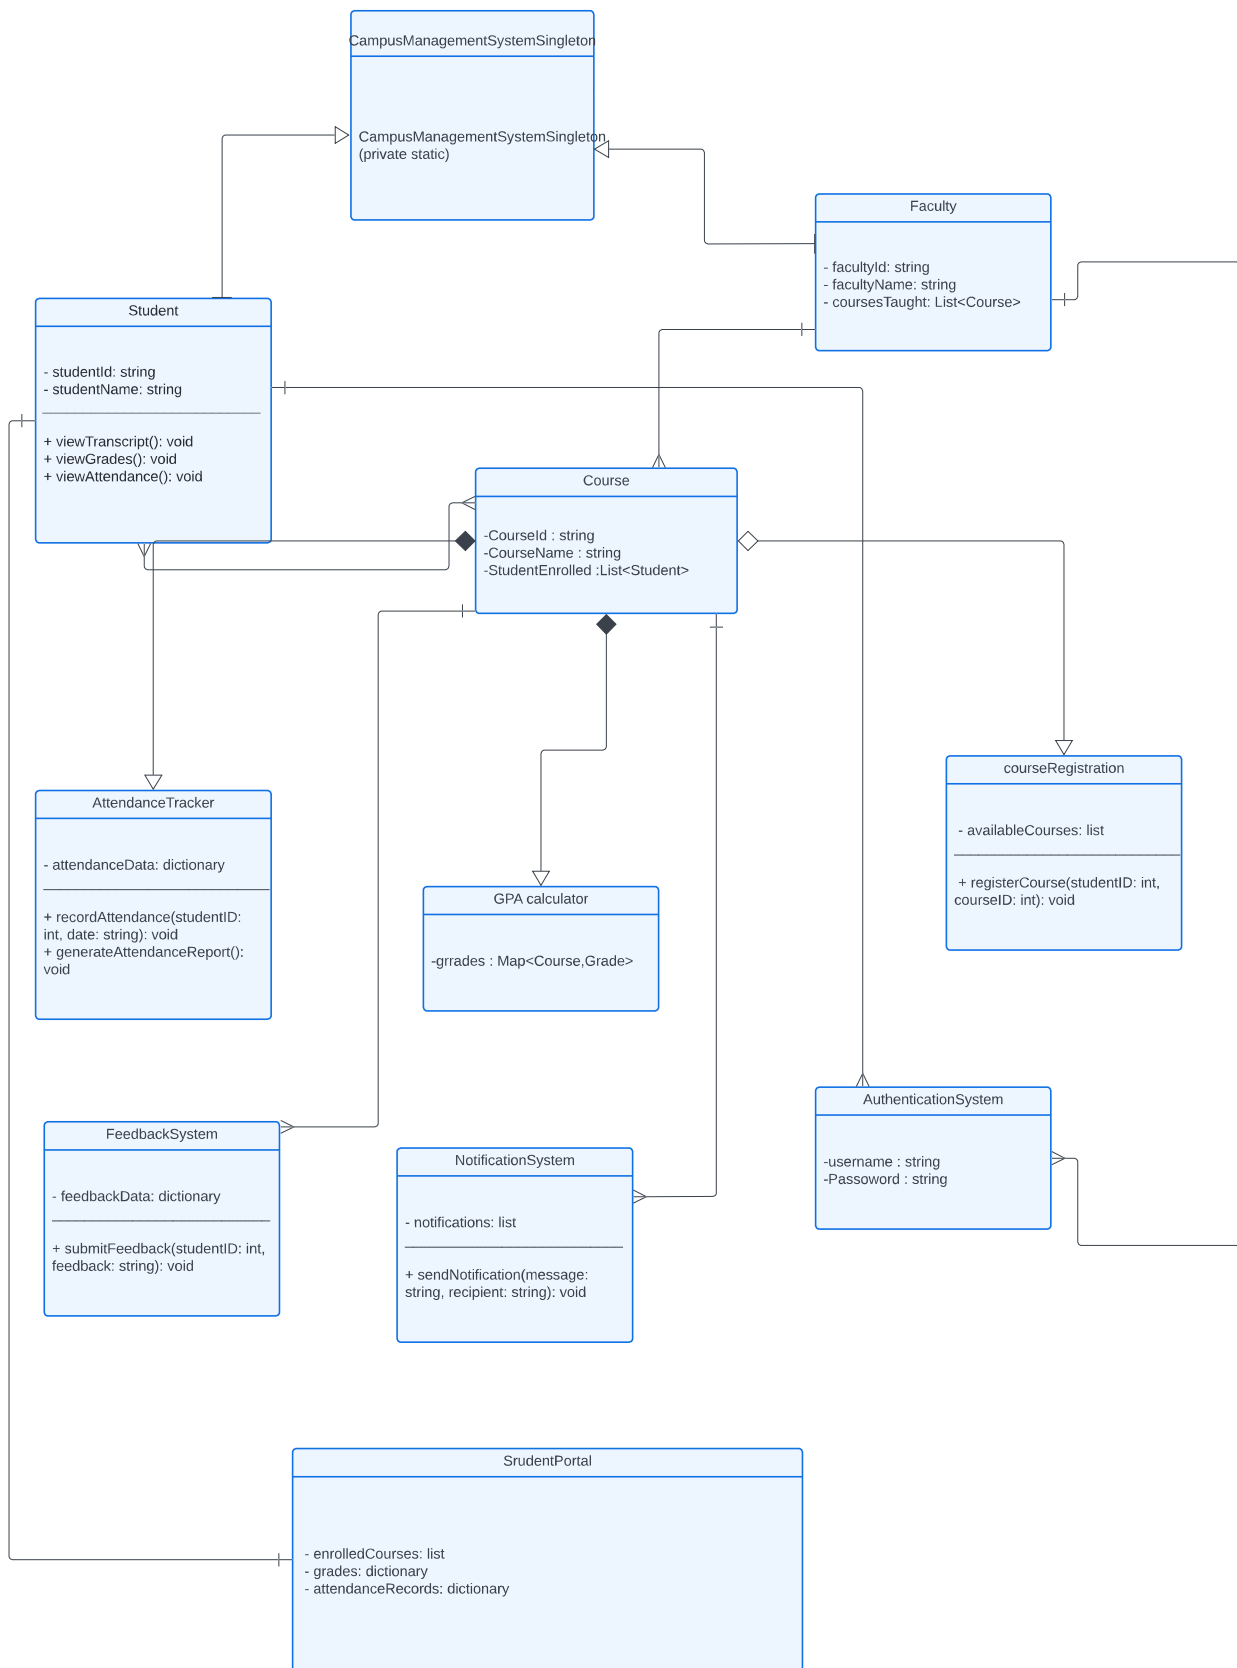 CampusManagementSystemSingleton
CampusManagementSystemSingleton
(private static)
Faculty
- facultyId: string
- facultyName: string
- coursesTaught: List<Course>
Student
- studentId: string
- studentName: string
+ viewTranscript(): void
+ viewGrades(): void
+ viewAttendance(): void
Course
-CourseId : string
-CourseName : string
-StudentEnrolled :List<Student>
courseRegistration
- availableCourses: list
+ registerCourse(studentID: int,
courseID: int): void
AttendanceTracker
- attendanceData: dictionary
+ recordAttendance(studentID:
int, date: string): void
+ generateAttendanceReport():
void
GPA calculator
-grrades : Map<Course,Grade>
AuthenticationSystem
-username : string
-Passoword : string
FeedbackSystem
- feedbackData: dictionary
+ submitFeedback(studentID: int,
feedback: string): void
NotificationSystem
- notifications: list
+ sendNotification(message:
string, recipient: string): void
SrudentPortal
- enrolledCourses: list
- grades: dictionary
- attendanceRecords: dictionary